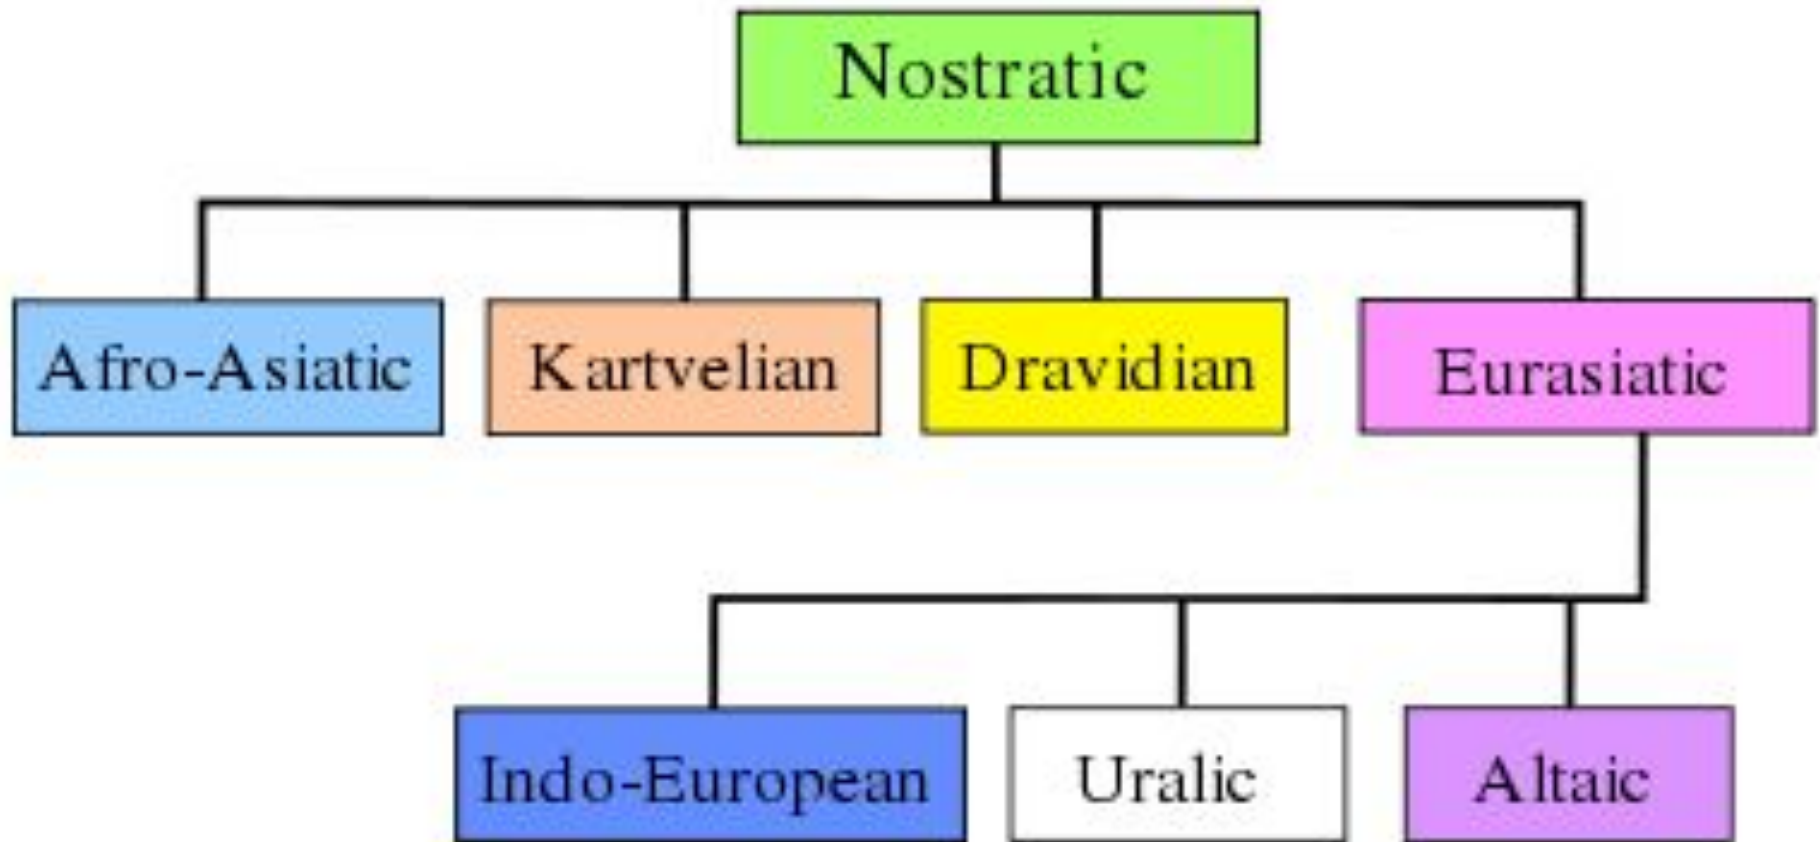 Nostratic
Afro-Asiatic
Kartvelian
Dravidian
Eurasiatic
Indo-European
Uralic
Altaic